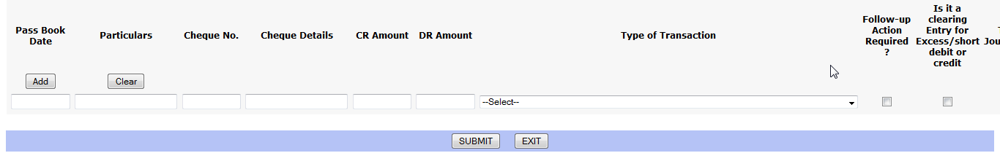 Pass Book
Date
Particulars
Cheque No.
Cheque Details
CR Amount
DR Amount
Type of Transaction
Follow-up
Action
Required
?
Is it a
clearing
Entry for
Excess/short
debit or
credit
Add
Clear
--Select--
SUBMIT
EXIT